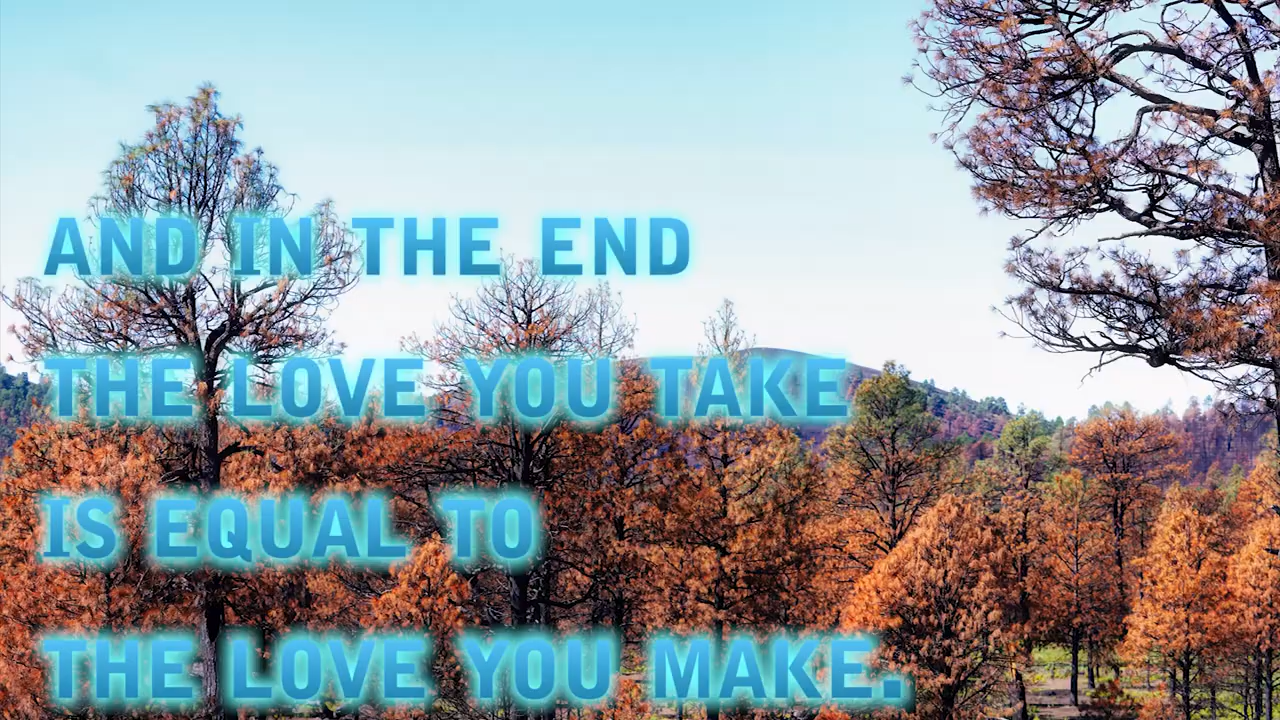 AND IN THE END
THE LOVE YOU TAKE
IS EQUAL TO
THE LOVE YOU MAKE.